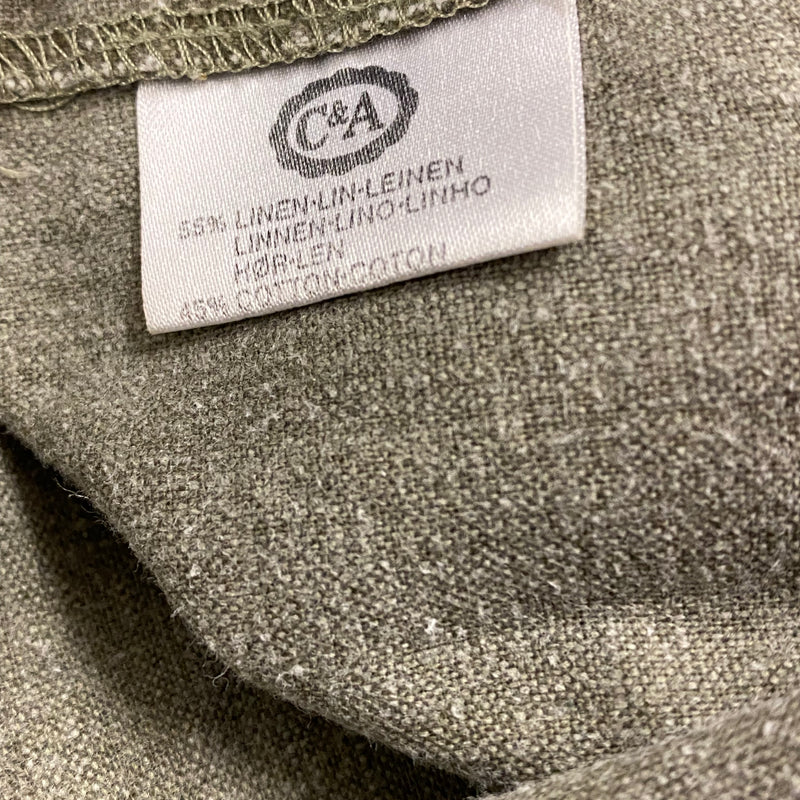 C&A
55% LINEN·LIN·LEINEN
LINNEN·LINO·LINHO
HØR·LEN
45% COTTON·COTON